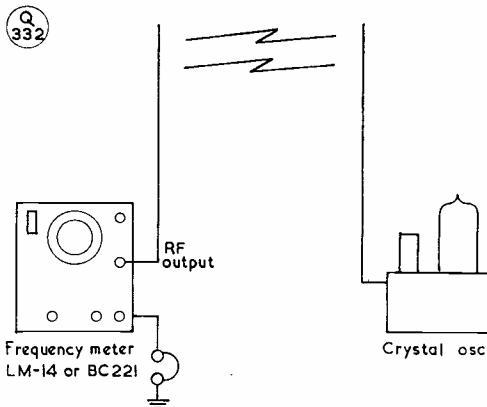 Q
332
RF
output
Frequency meter
LM-14 or BC221
Crystal osc